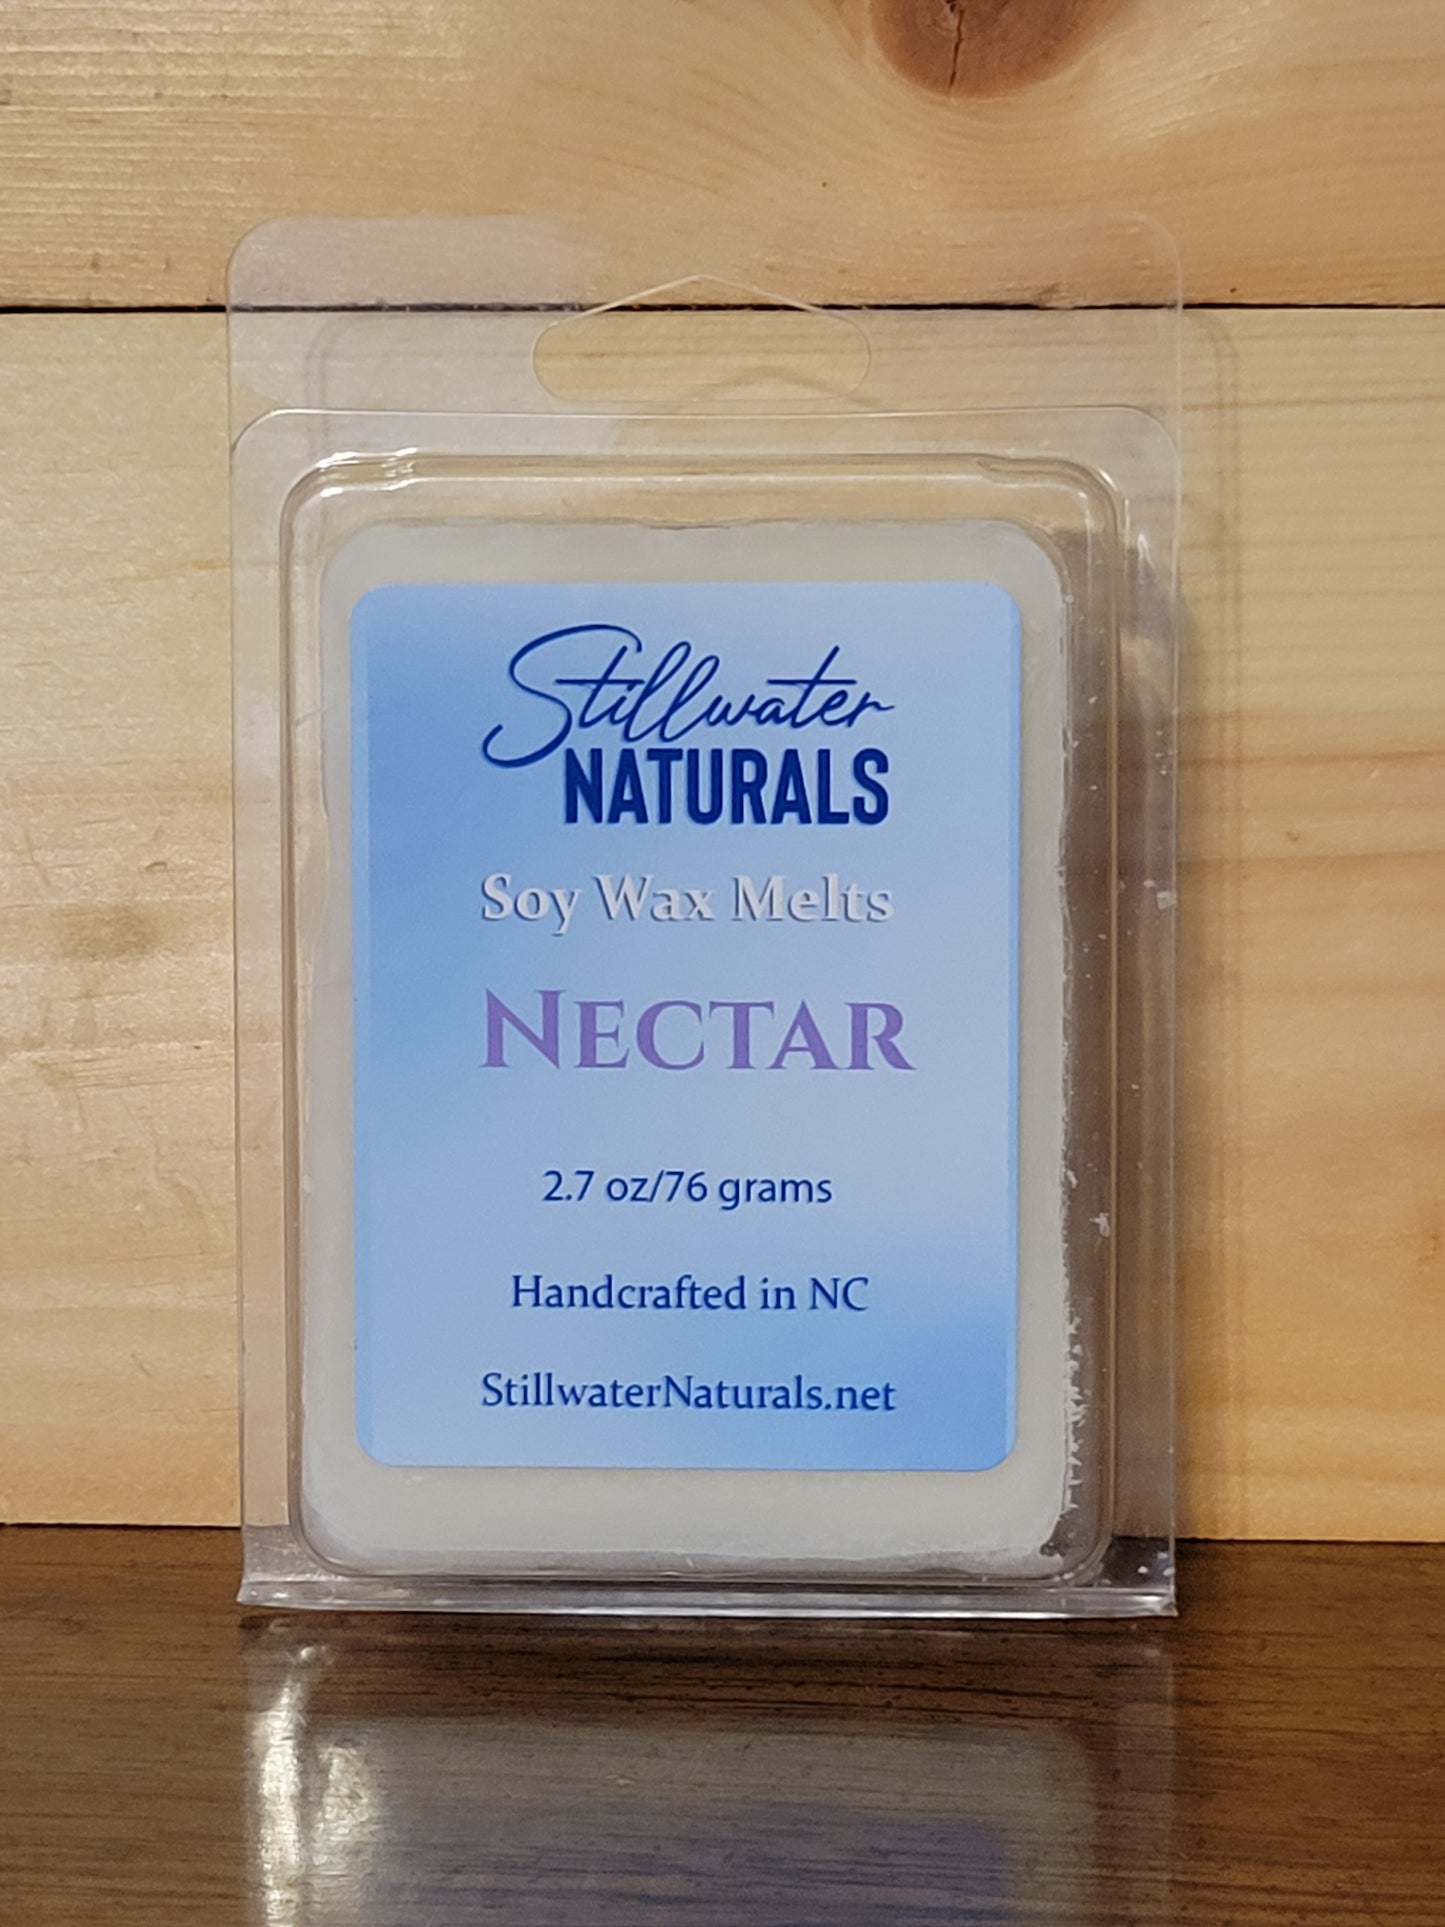 Stillwater
NATURALS
Soy Wax Melts
NECTAR
2.7 oz/76 grams
Handcrafted in NC
StillwaterNaturals.net